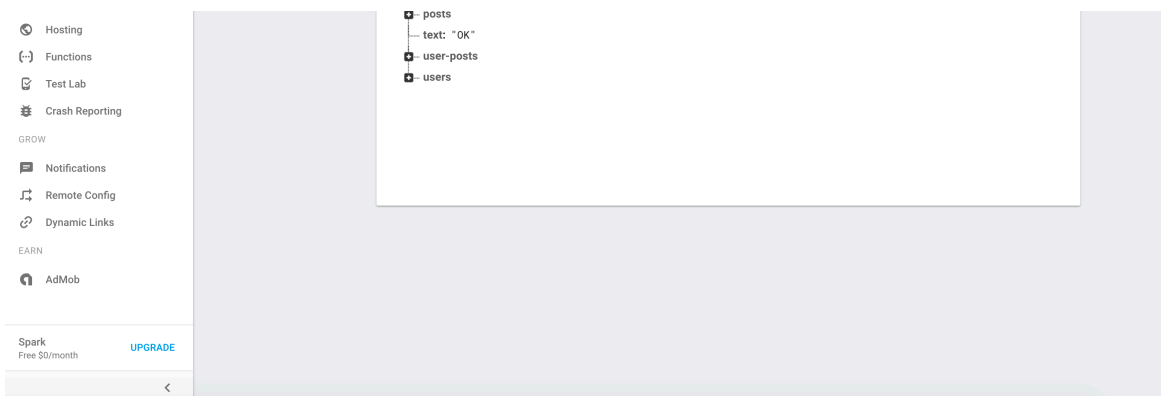 Hosting
Functions
Test Lab
Crash Reporting
GROW
Notifications
Remote Config
Dynamic Links
EARN
AdMob
Spark
Free $0/month
UPGRADE
posts
text: "OK"
user-posts
users